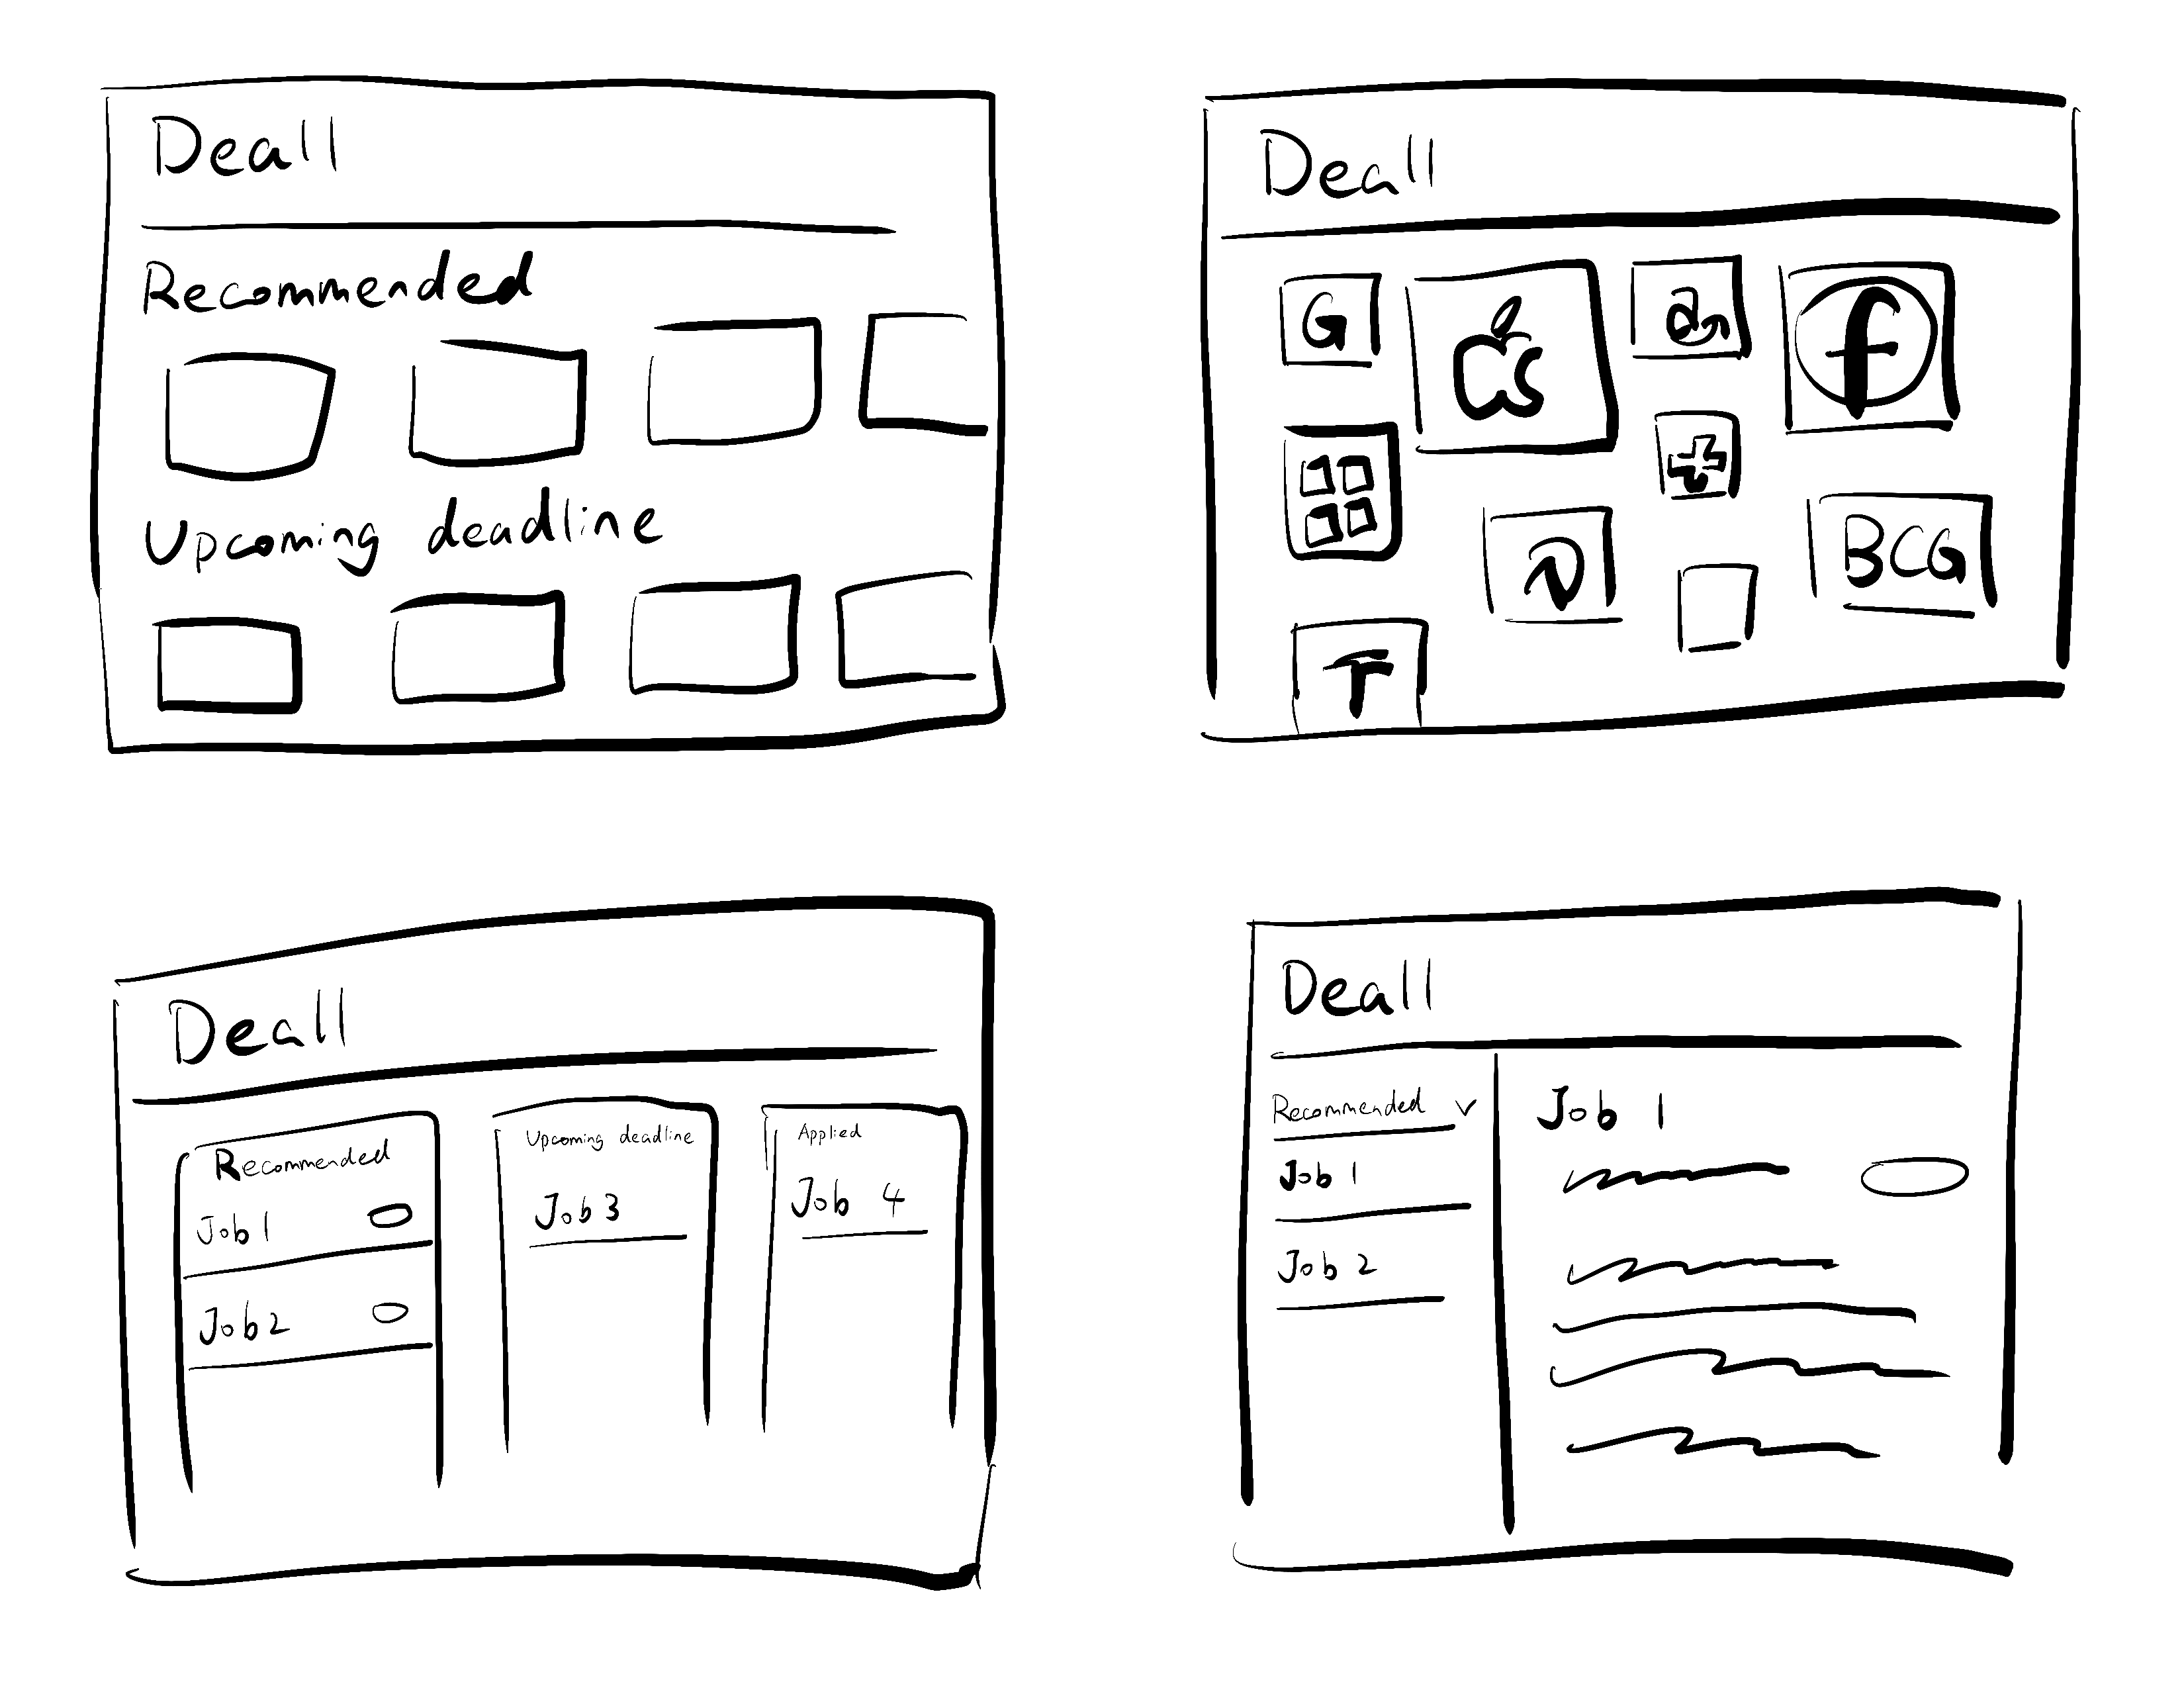 Deall
Recommended
Upcoming deadline
Deall
G
a
f
BCG
T
Deall
Recommended
Job 1
Job 2
Upcoming deadline
Job 3
Applied
Job 4
Deall
Recommended
Job 1
Job 2
Job 1